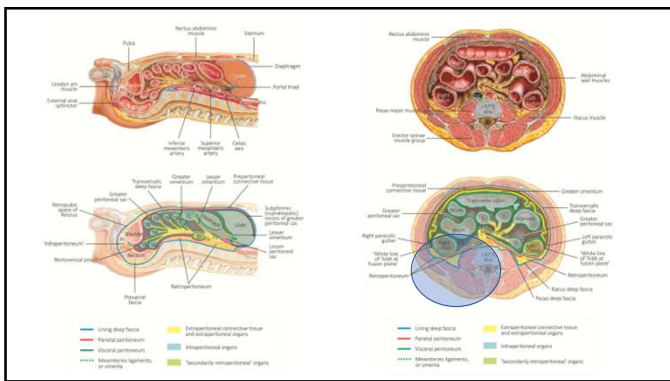 Rectus abdominis
muscle
Sternum
Pubis
Diaphragm
Liver
Portal triad
Levator ani
muscle
External anal
sphincter
Inferior
mesenteric
artery
Superior
mesenteric
artery
Celiac
axis
Transversalis
deep fascia
Greater
omentum
Lesser
omentum
Preperitoneal
connective tissue
Greater
peritoneal sac
Retropubic
space of
Retzius
Subphrenic
(suprahepatic)
recess of greater
peritoneal sac
Liver
Bladder
Lesser
omentum
Lesser
peritoneal
sac
'Infraperitoneal'
Rectovesical pouch
Rectum
Presacral
fascia
Retroperitoneum
Lining deep fascia
Parietal peritoneum
Visceral peritoneum
Mesenteries ligaments,
or omenta
Extraperitoneal connective tissue
and extraperitoneal organs
Intraperitoneal organs
'Secondarily retroperitoneal' organs
Rectus abdominis
muscle
Abdominal
wall muscles
Psoas major muscle
Iliacus muscle
Erector spinae
muscle group
Preperitoneal
connective tissue
Greater omentum
Transverse colon
Transversalis
deep fascia
Greater
peritoneal sac
Greater
peritoneal sac
Right paracolic
gutter
Ileum
Left paracolic
gutter
'White line
of Toldt at
fusion plane'
'White line
of Toldt at
fusion plane'
Retroperitoneum
Retroperitoneum
Iliacus deep fascia
Psoas deep fascia
Lining deep fascia
Parietal peritoneum
Visceral peritoneum
Mesenteries ligaments,
or omenta
Extraperitoneal connective tissue
and extraperitoneal organs
Intraperitoneal organs
'Secondarily retroperitoneal' organs